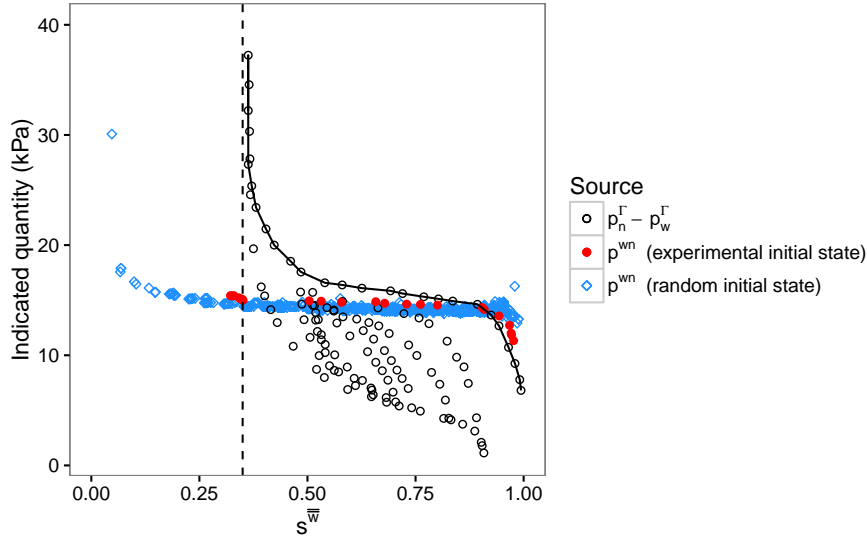 40
30
20
10
0
Indicated quantity (kPa)
0.00 0.25 0.50 0.75 1.00
s^w̿
Source
p_n^Γ − p_w^Γ
p^wn (experimental initial state)
p^wn (random initial state)